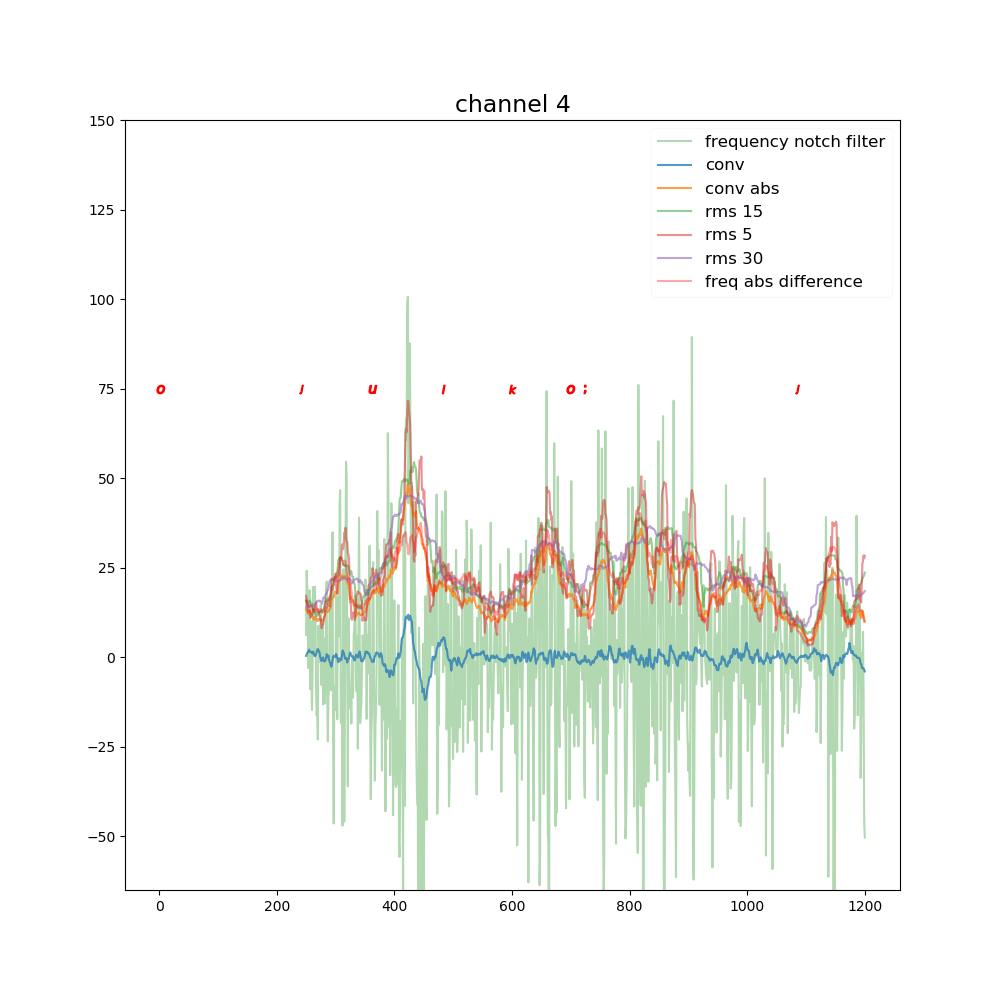 channel 4
150
125
100
75
50
25
0
−25
−50
frequency notch filter
conv
conv abs
rms 15
rms 5
rms 30
freq abs difference
o j u l k o ; j
0 200 400 600 800 1000 1200